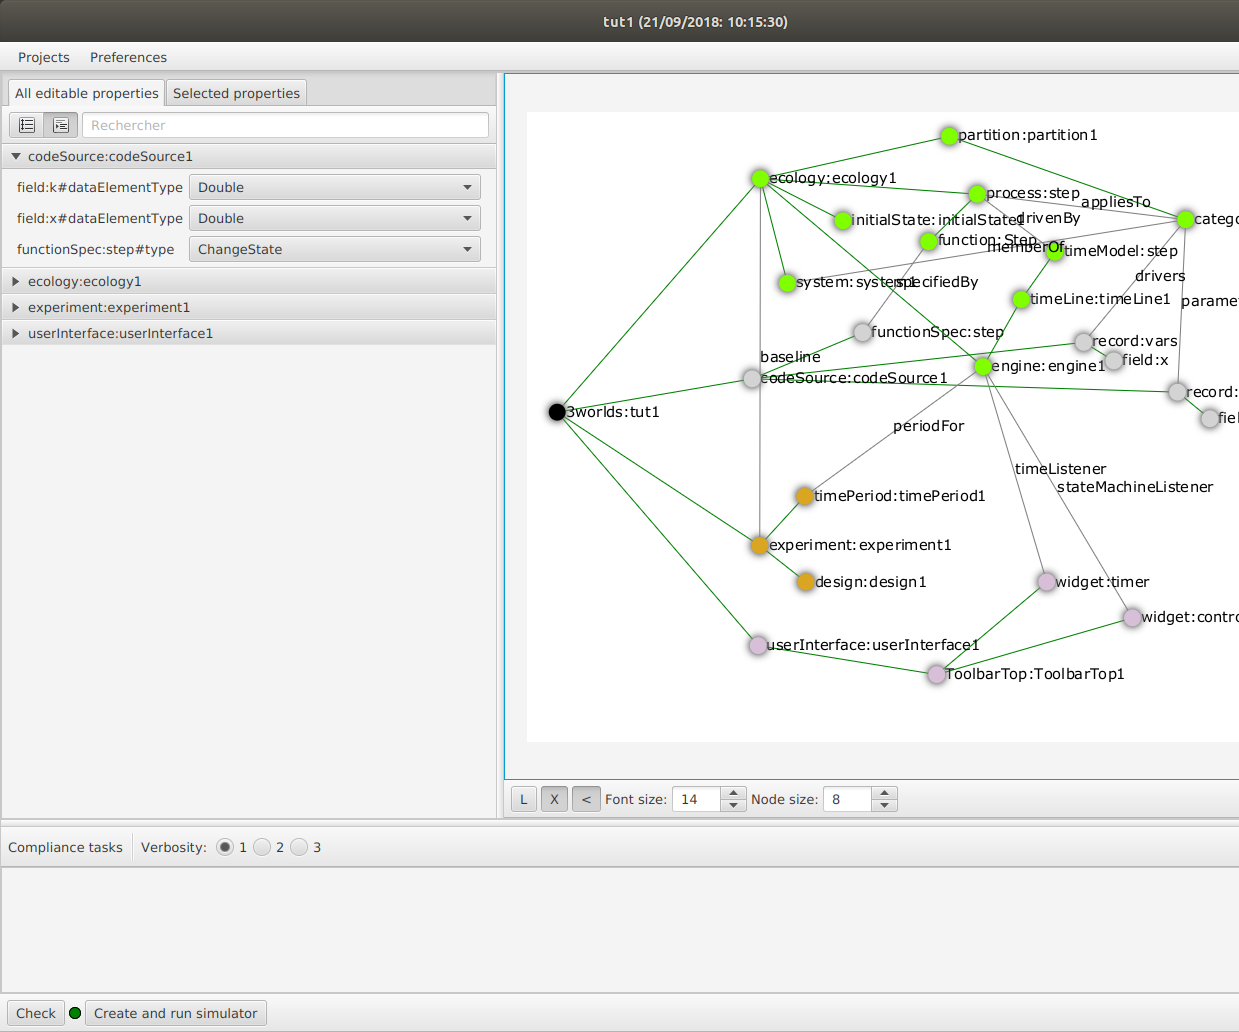 tut1 (21/09/2018: 10:15:30)
Projects Preferences
All editable properties Selected properties
Rechercher
codeSource:codeSource1
field:k#dataElementType Double
field:x#dataElementType Double
functionSpec:step#type ChangeState
ecology:ecology1
experiment:experiment1
userInterface:userInterface1
partition:partition1
ecology:ecology1
process:step
appliesTo
initialState:initialState1
drivenBy
catego
function:Step
memberOf
timeModel:step
system:system1
specifiedBy
drivers
timeLine:timeLine1
paramet
functionSpec:step
record:vars
baseline
field:x
engine:engine1
codeSource:codeSource1
record:
3worlds:tut1
fiel
periodFor
timeListener
stateMachineListener
timePeriod:timePeriod1
experiment:experiment1
design:design1
widget:timer
widget:contro
userInterface:userInterface1
ToolbarTop:ToolbarTop1
L X < Font size: 14 Node size: 8
Compliance tasks Verbosity: 1 2 3
Check Create and run simulator